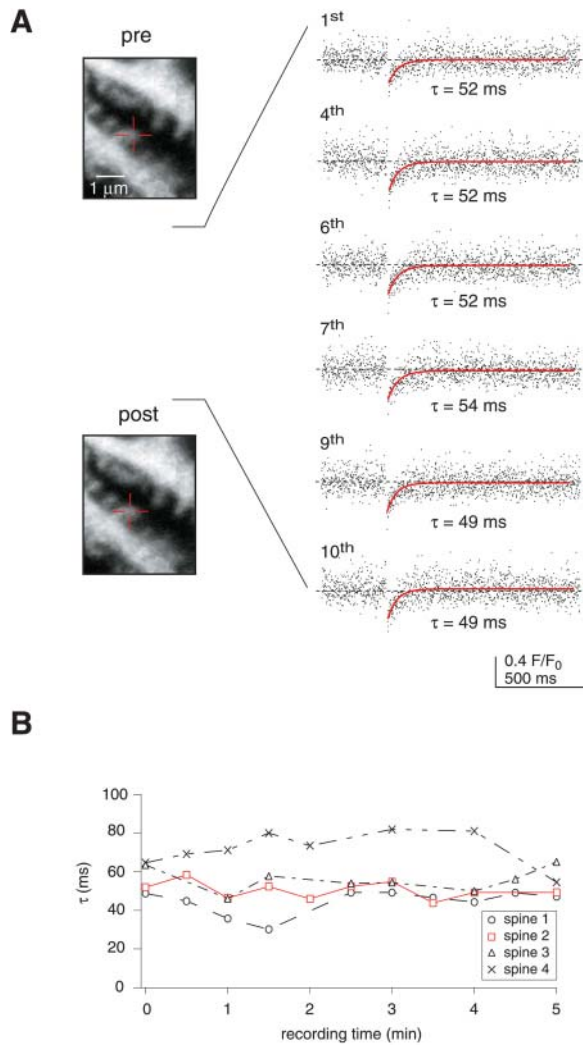 A
pre
1 μm
post
1st
τ = 52 ms
4th
τ = 52 ms
6th
τ = 52 ms
7th
τ = 54 ms
9th
τ = 49 ms
10th
τ = 49 ms
0.4 F/F0
500 ms
B
100
80
60
40
20
0
τ (ms)
0 1 2 3 4 5
recording time (min)
spine 1
spine 2
spine 3
spine 4